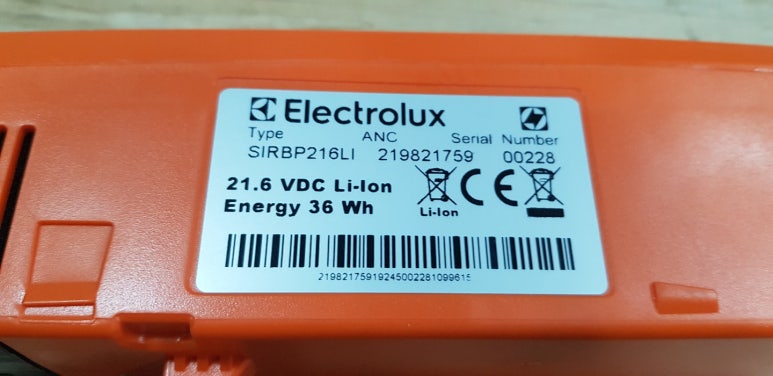 Electrolux
Type ANC Serial Number
SIRBP216LI 219821759 00228
21.6 VDC Li-Ion
Energy 36 Wh
CE
Li-Ion
21982175919245002281099615